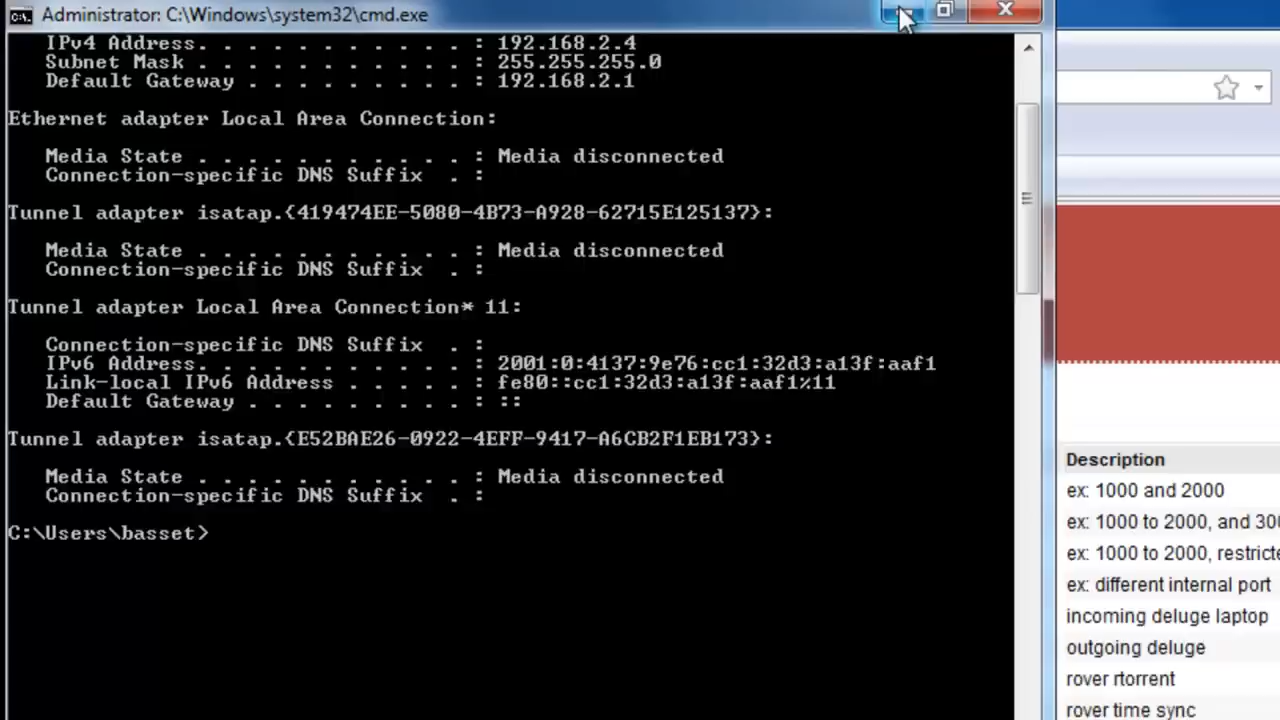 Administrator: C:\Windows\system32\cmd.exe
IPv4 Address. . . . . . . . . . . : 192.168.2.4
Subnet Mask . . . . . . . . . . . : 255.255.255.0
Default Gateway . . . . . . . . . : 192.168.2.1
Ethernet adapter Local Area Connection:
Media State . . . . . . . . . . . : Media disconnected
Connection-specific DNS Suffix  . :
Tunnel adapter isatap.{419474EE-5080-4B73-A928-62715E125137}:
Media State . . . . . . . . . . . : Media disconnected
Connection-specific DNS Suffix  . :
Tunnel adapter Local Area Connection* 11:
Connection-specific DNS Suffix  . :
IPv6 Address. . . . . . . . . . . : 2001:0:4137:9e76:cc1:32d3:a13f:aaf1
Link-local IPv6 Address . . . . . : fe80::cc1:32d3:a13f:aaf1%11
Default Gateway . . . . . . . . . : ::
Tunnel adapter isatap.{E52BAE26-0922-4EFF-9417-A6CB2F1EB173}:
Media State . . . . . . . . . . . : Media disconnected
Connection-specific DNS Suffix  . :
C:\Users\basset>
Description
ex: 1000 and 2000
ex: 1000 to 2000, and 300
ex: 1000 to 2000, restricte
ex: different internal port
incoming deluge laptop
outgoing deluge
rover rtorrent
rover time sync